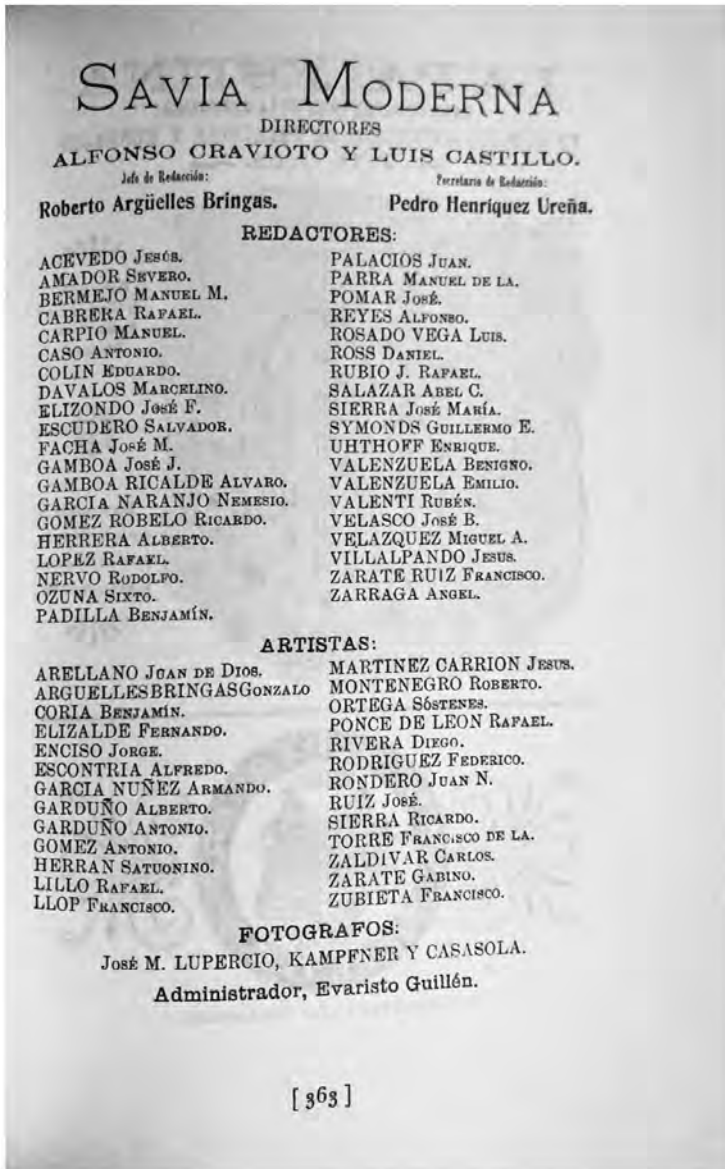 SAVIA MODERNA
DIRECTORES
ALFONSO CRAVIOTO Y LUIS CASTILLO.
Jefe de Redacción:
Roberto Argüelles Bringas.
Secretario de Redacción:
Pedro Henríquez Ureña.
REDACTORES:
ACEVEDO JESÚS.
AMADOR SEVERO.
BERMEJO MANUEL M.
CABRERA RAFAEL.
CARPIO MANUEL.
CASO ANTONIO.
COLIN EDUARDO.
DAVALOS MARCELINO.
ELIZONDO JOSÉ F.
ESCUDERO SALVADOR.
FACHA JOSÉ M.
GAMBOA JOSÉ J.
GAMBOA RICALDE ALVARO.
GARCIA NARANJO NEMESIO.
GOMEZ ROBELO RICARDO.
HERRERA ALBERTO.
LOPEZ RAFAEL.
NERVO RODOLFO.
OZUNA SIXTO.
PADILLA BENJAMÍN.
PALACIOS JUAN.
PARRA MANUEL DE LA.
POMAR JOSÉ.
REYES ALFONSO.
ROSADO VEGA LUIS.
ROSS DANIEL.
RUBIO J. RAFAEL.
SALAZAR ABEL C.
SIERRA JOSÉ MARÍA.
SYMONDS GUILLERMO E.
UHTHOFF ENRIQUE.
VALENZUELA BENIGNO.
VALENZUELA EMILIO.
VALENTI RUBÉN.
VELASCO JOSÉ B.
VELAZQUEZ MIGUEL A.
VILLALPANDO JESUS.
ZARATE RUIZ FRANCISCO.
ZARRAGA ANGEL.
ARTISTAS:
ARELLANO JUAN DE DIOS.
ARGUELLESBRINGASGONZALO
CORIA BENJAMÍN.
ELIZALDE FERNANDO.
ENCISO JORGE.
ESCONTRIA ALFREDO.
GARCIA NUÑEZ ARMANDO.
GARDUÑO ALBERTO.
GARDUÑO ANTONIO.
GOMEZ ANTONIO.
HERRAN SATUONINO.
LILLO RAFAEL.
LLOP FRANCISCO.
MARTINEZ CARRION JESUS.
MONTENEGRO ROBERTO.
ORTEGA SÓSTENES.
PONCE DE LEON RAFAEL.
RIVERA DIEGO.
RODRIGUEZ FEDERICO.
RONDERO JUAN N.
RUIZ JOSÉ.
SIERRA RICARDO.
TORRE FRANCISCO DE LA.
ZALDIVAR CARLOS.
ZARATE GABINO.
ZUBIETA FRANCISCO.
FOTOGRAFOS:
JOSÉ M. LUPERCIO, KAMPFNER Y CASASOLA.
Administrador, Evaristo Guillén.
[ 363 ]